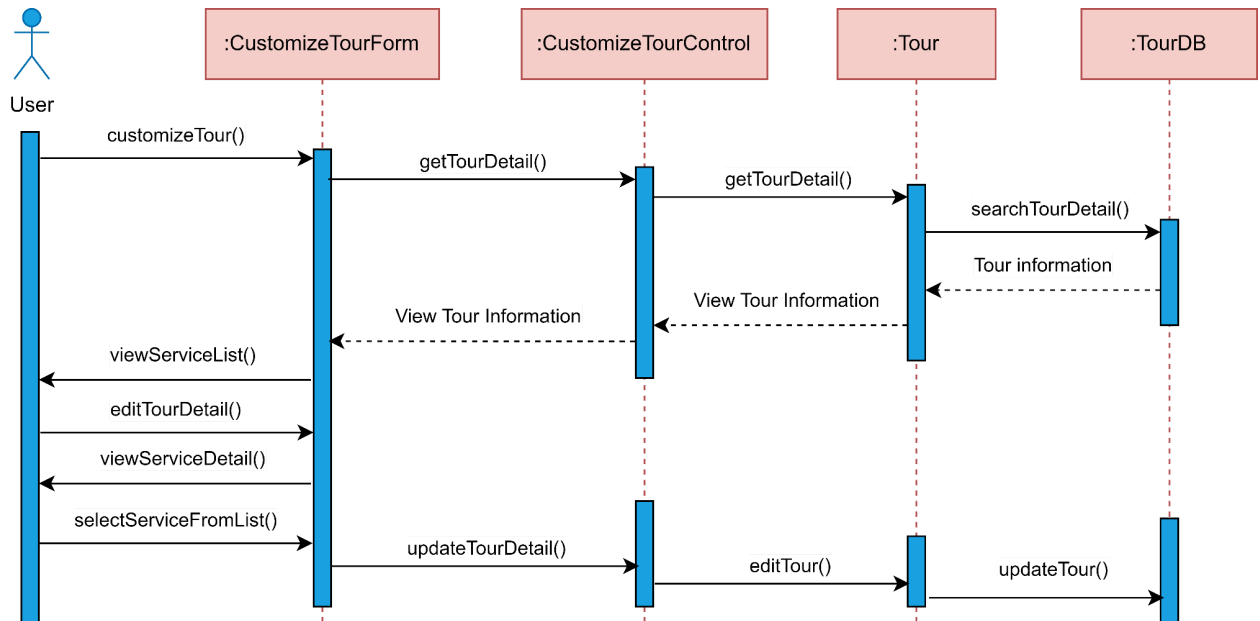 :CustomizeTourForm
:CustomizeTourControl
:Tour
:TourDB
User
customizeTour()
getTourDetail()
getTourDetail()
searchTourDetail()
Tour information
View Tour Information
View Tour Information
viewServiceList()
editTourDetail()
viewServiceDetail()
selectServiceFromList()
updateTourDetail()
editTour()
updateTour()